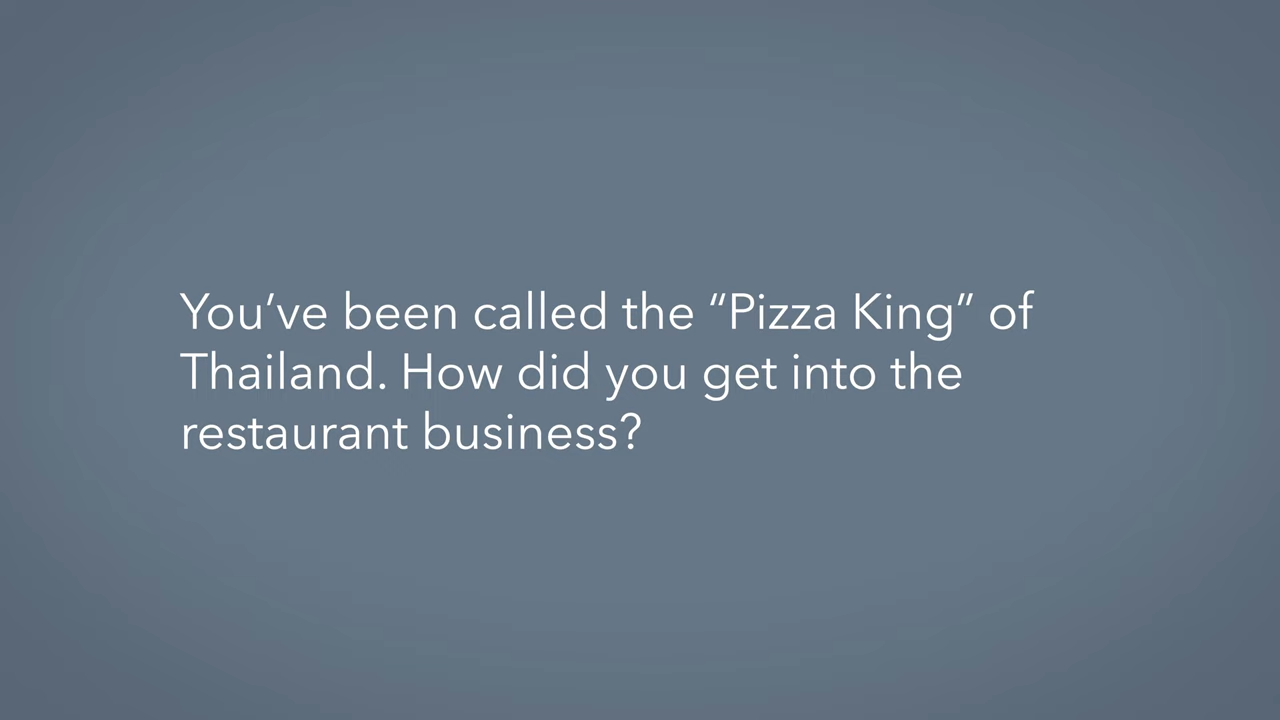 You’ve been called the “Pizza King” of
Thailand. How did you get into the
restaurant business?